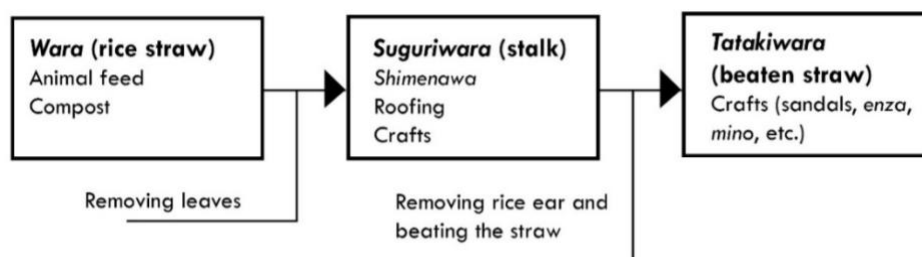 Wara (rice straw)
Animal feed
Compost
Removing leaves
Suguriwara (stalk)
Shimenawa
Roofing
Crafts
Removing rice ear and
beating the straw
Tatakiwara
(beaten straw)
Crafts (sandals, enza,
mino, etc.)